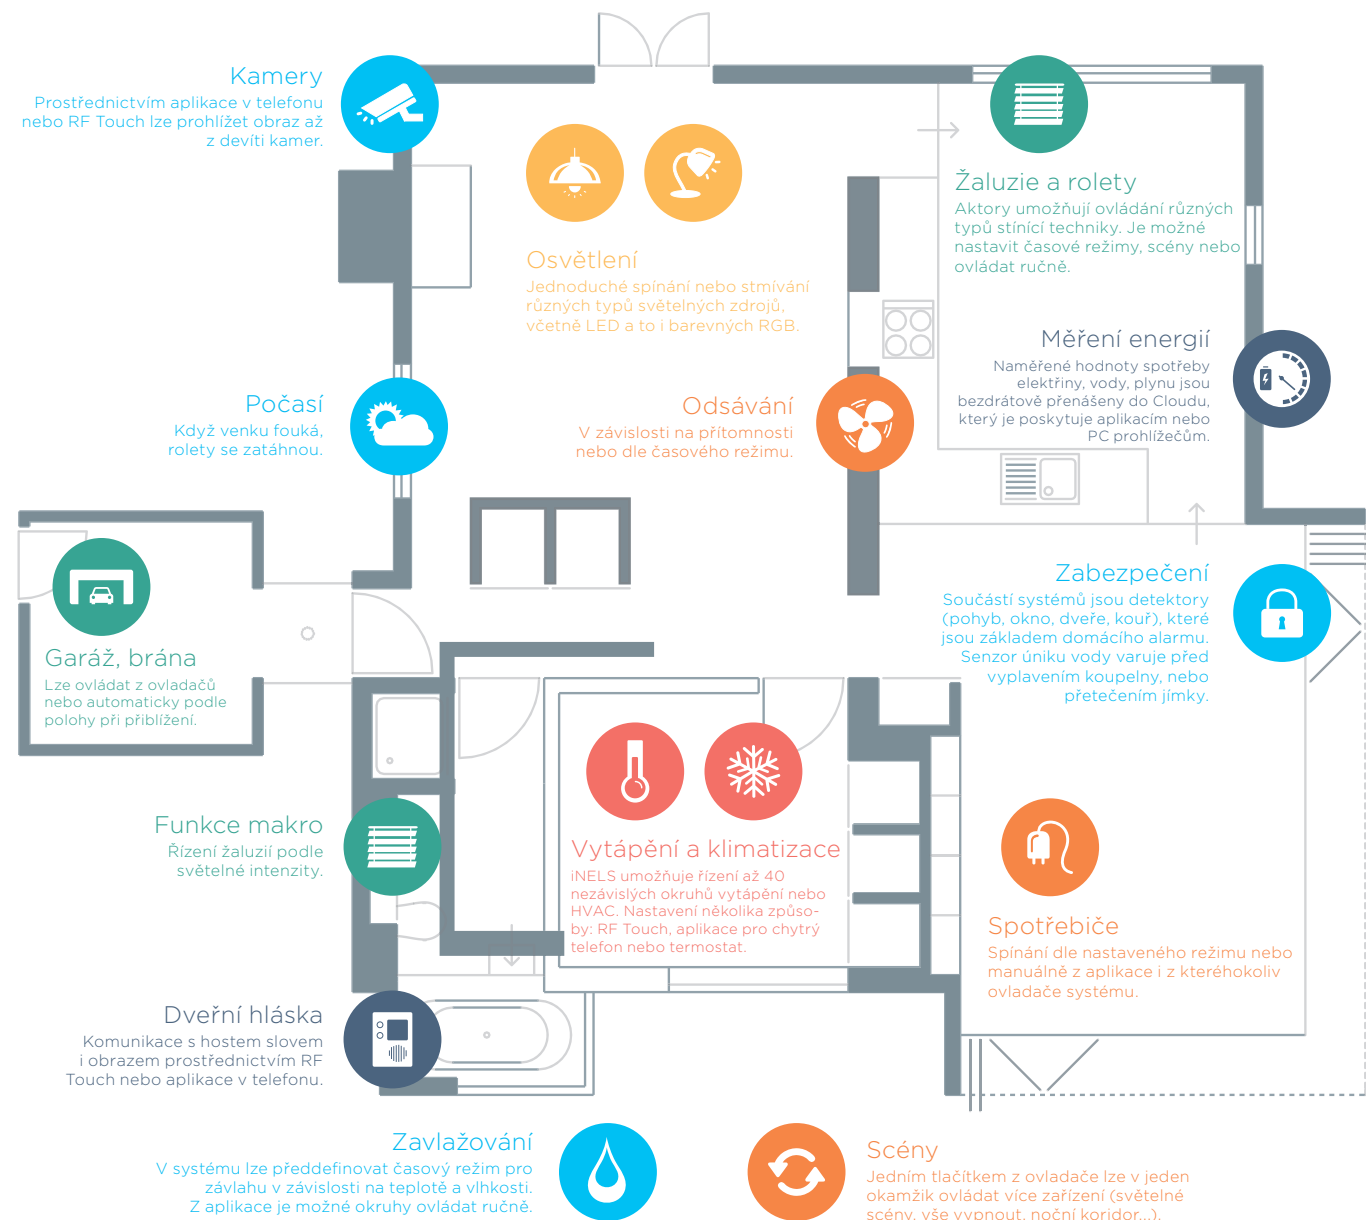 Kamery
Prostřednictvím aplikace v telefonu
nebo RF Touch lze prohlížet obraz až
z devíti kamer.
Žaluzie a rolety
Aktory umožňují ovládání různých
typů stínící techniky. Je možné
nastavit časové režimy, scény nebo
ovládat ručně.
Osvětlení
Jednoduché spínání nebo stmívání
různých typů světelných zdrojů,
včetně LED a to i barevných RGB.
Měření energií
Naměřené hodnoty spotřeby
elektřiny, vody, plynu jsou
bezdrátově přenášeny do Cloudu,
který je poskytuje aplikacím nebo
PC prohlížečům.
Počasí
Když venku fouká,
rolety se zatáhnou.
Odsávání
V závislosti na přítomnosti
nebo dle časového režimu.
Zabezpečení
Součástí systémů jsou detektory
(pohyb, okno, dveře, kouř), které
jsou základem domácího alarmu.
Senzor úniku vody varuje před
vyplavením koupelny, nebo
přetečením jímky.
Garáž, brána
Lze ovládat z ovladačů
nebo automaticky podle
polohy při přiblížení.
Funkce makro
Řízení žaluzií podle
světelné intenzity.
Vytápění a klimatizace
iNELS umožňuje řízení až 40
nezávislých okruhů vytápění nebo
HVAC. Nastavení několika způso-
by: RF Touch, aplikace pro chytrý
telefon nebo termostat.
Spotřebiče
Spínání dle nastaveného režimu nebo
manuálně z aplikace i z kteréhokoliv
ovladače systému.
Dveřní hláska
Komunikace s hostem slovem
i obrazem prostřednictvím RF
Touch nebo aplikace v telefonu.
Zavlažování
V systému lze předdefinovat časový režim pro
závlahu v závislosti na teplotě a vlhkosti.
Z aplikace je možné okruhy ovládat ručně.
Scény
Jedním tlačítkem z ovladače lze v jeden
okamžik ovládat více zařízení (světelné
scény, vše vypnout, noční koridor...).